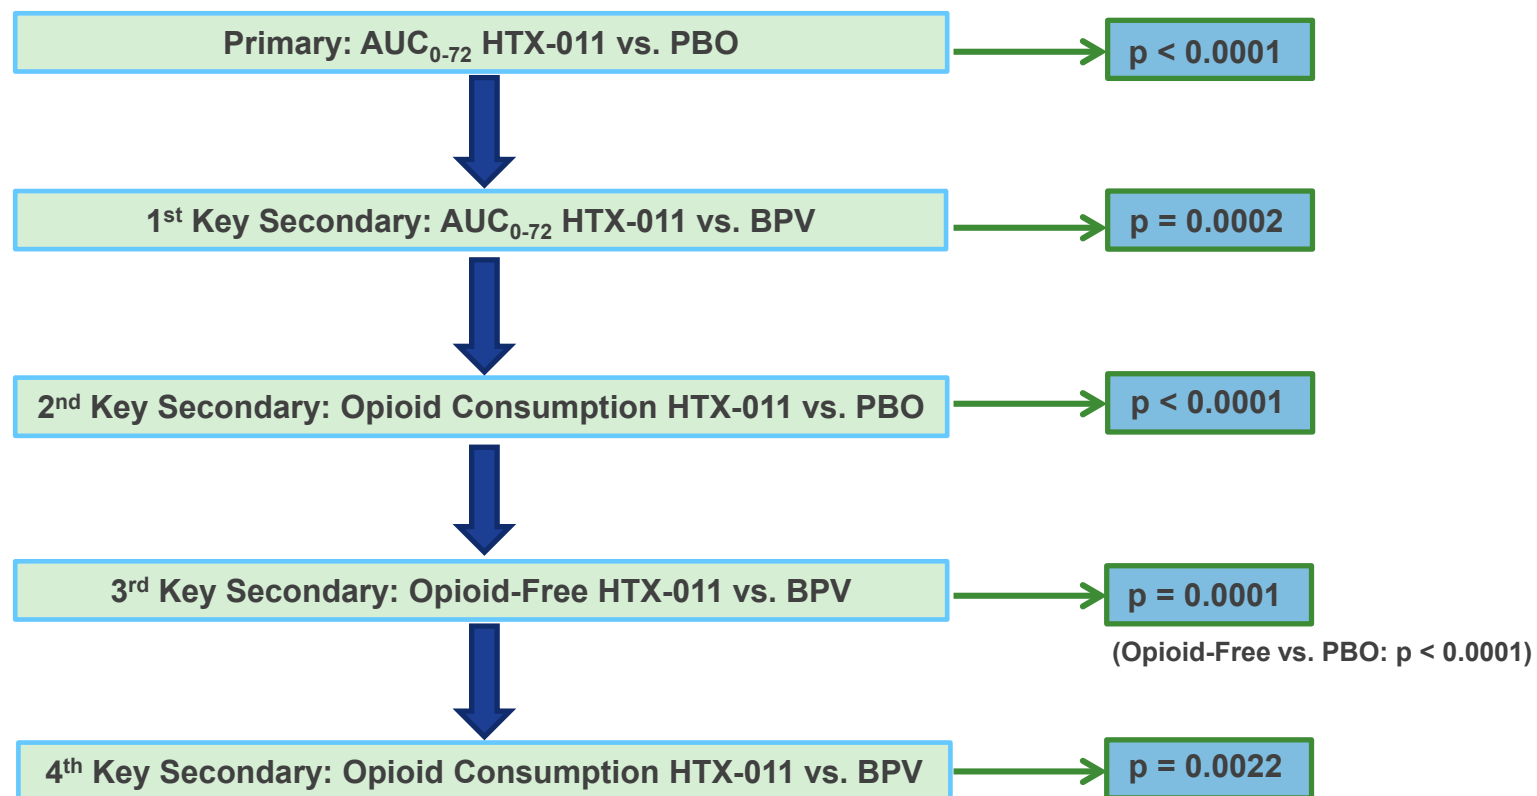 Primary: AUC0-72 HTX-011 vs. PBO
p < 0.0001
1st Key Secondary: AUC0-72 HTX-011 vs. BPV
p = 0.0002
2nd Key Secondary: Opioid Consumption HTX-011 vs. PBO
p < 0.0001
3rd Key Secondary: Opioid-Free HTX-011 vs. BPV
p = 0.0001
(Opioid-Free vs. PBO: p < 0.0001)
4th Key Secondary: Opioid Consumption HTX-011 vs. BPV
p = 0.0022